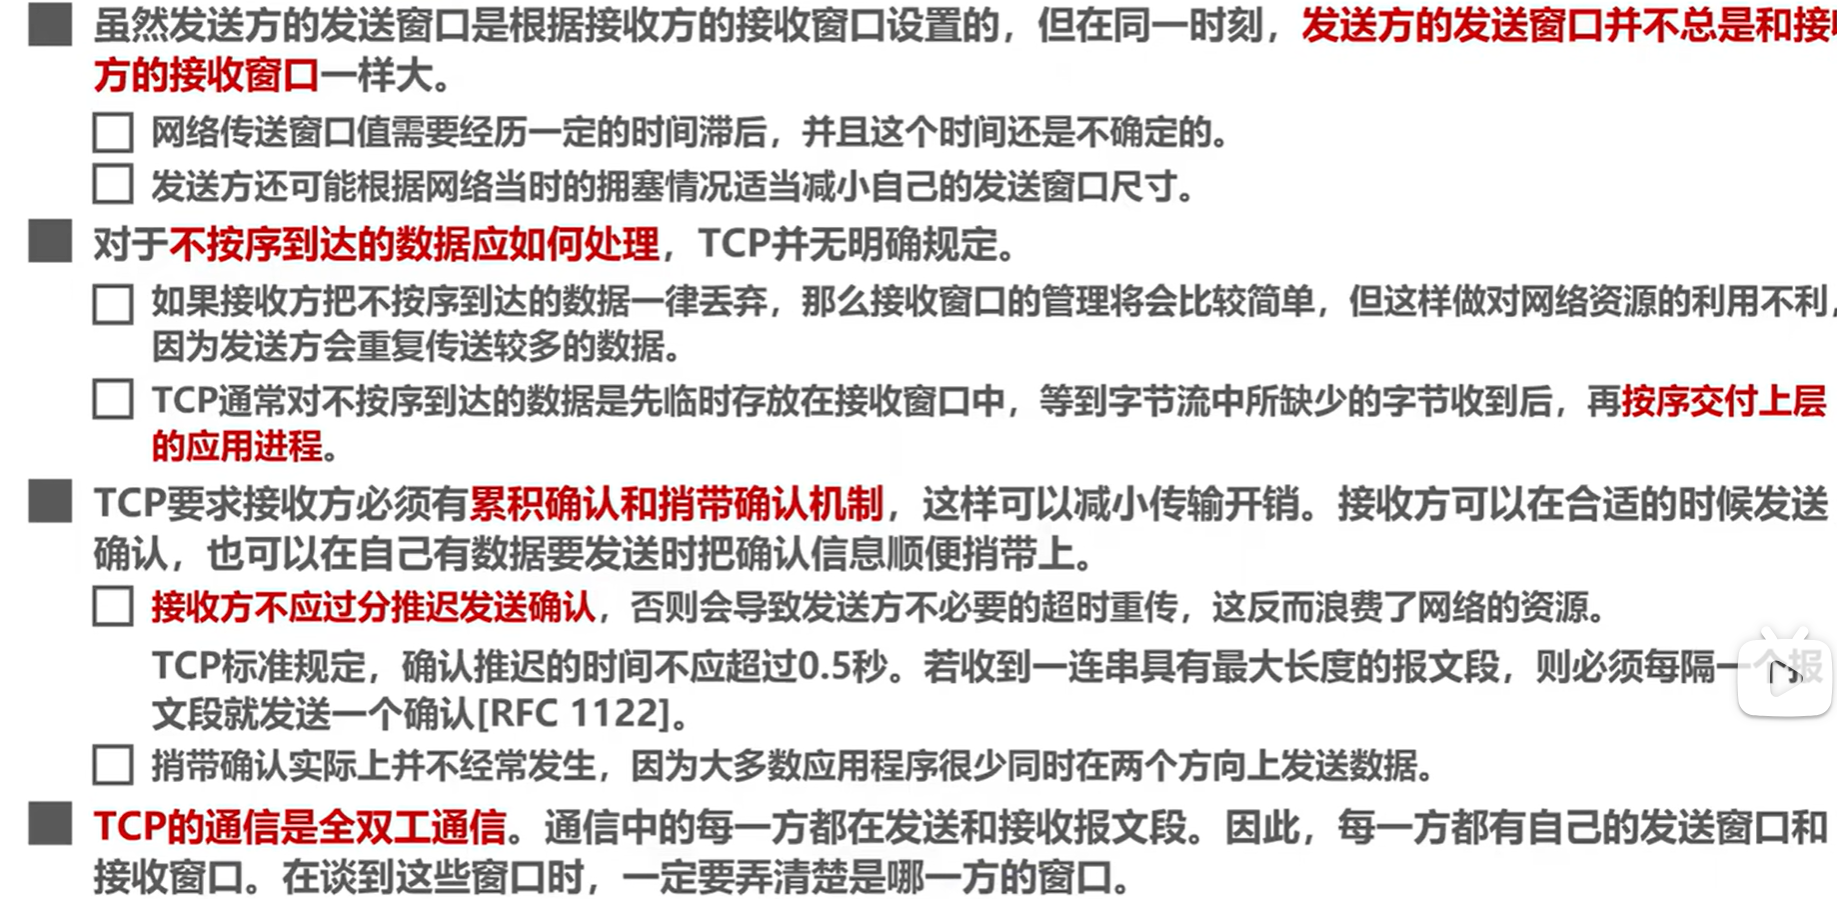 虽然发送方的发送窗口是根据接收方的接收窗口设置的，但在同一时刻，发送方的发送窗口并不总是和接收
方的接收窗口一样大。
网络传送窗口值需要经历一定的时间滞后，并且这个时间还是不确定的。
发送方还可能根据网络当时的拥塞情况适当减小自己的发送窗口尺寸。
对于不按序到达的数据应如何处理，TCP并无明确规定。
如果接收方把不按序到达的数据一律丢弃，那么接收窗口的管理将会比较简单，但这样做对网络资源的利用不利，
因为发送方会重复传送较多的数据。
TCP通常对不按序到达的数据是先临时存放在接收窗口中，等到字节流中所缺少的字节收到后，再按序交付上层
的应用进程。
TCP要求接收方必须有累积确认和捎带确认机制，这样可以减小传输开销。接收方可以在合适的时候发送
确认，也可以在自己有数据要发送时把确认信息顺便捎带上。
接收方不应过分推迟发送确认，否则会导致发送方不必要的超时重传，这反而浪费了网络的资源。
TCP标准规定，确认推迟的时间不应超过0.5秒。若收到一连串具有最大长度的报文段，则必须每隔一个报
文段就发送一个确认[RFC 1122]。
捎带确认实际上并不经常发生，因为大多数应用程序很少同时在两个方向上发送数据。
TCP的通信是全双工通信。通信中的每一方都在发送和接收报文段。因此，每一方都有自己的发送窗口和
接收窗口。在谈到这些窗口时，一定要弄清楚是哪一方的窗口。